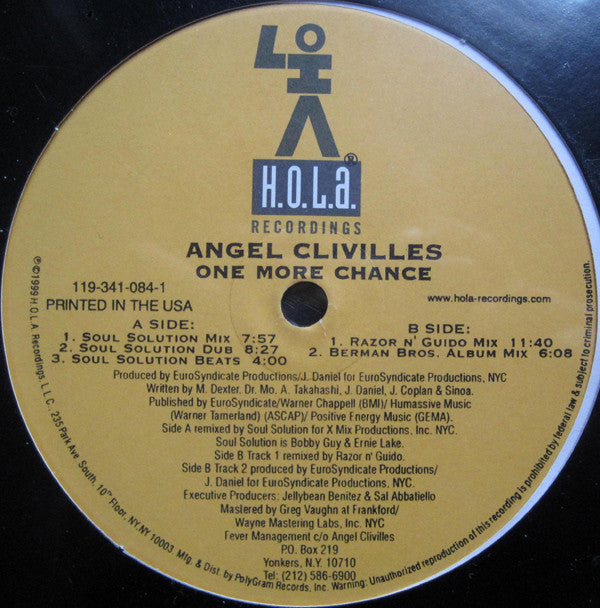 LOHA
H.O.L.a.®
RECORDINGS
ANGEL CLIVILLES
ONE MORE CHANCE
119-341-084-1
PRINTED IN THE USA
www.hola-recordings.com
A SIDE:
1. SOUL SOLUTION MIX 7:57
2. SOUL SOLUTION DUB 8:27
3. SOUL SOLUTION BEATS 4:00
B SIDE:
1. RAZOR N' GUIDO MIX 11:40
2. BERMAN BROS. ALBUM MIX 6:08
Produced by EuroSyndicate Productions/J. Daniel for EuroSyndicate Productions, NYC
Written by M. Dexter, Dr. Mo, A. Takahashi, J. Daniel, J. Coplan & Sinoa.
Published by EuroSyndicate/Warner Chappell (BMI)/ Humassive Music
(Warner Tamerland) (ASCAP)/ Positive Energy Music (GEMA).
Side A remixed by Soul Solution for X Mix Productions, Inc. NYC.
Soul Solution is Bobby Guy & Ernie Lake.
Side B Track 1 remixed by Razor n' Guido.
Side B Track 2 produced by EuroSyndicate Productions/
J. Daniel for EuroSyndicate Productions, NYC.
Executive Producers: Jellybean Benitez & Sal Abbatiello
Mastered by Greg Vaughn at Frankford/
Wayne Mastering Labs, Inc. NYC
Fever Management c/o Angel Clivilles
P.O. Box 219
Yonkers, N.Y. 10710
Tel: (212) 586-6900
℗©1999 H.O.L.A. Recordings, L.L.C. 235 Park Ave South, 10th Floor, NY, NY 10003 Mfg. & Dist. by PolyGram Records, Inc. Warning: Unauthorized reproduction of this recording is prohibited by federal law & subject to criminal prosecution.